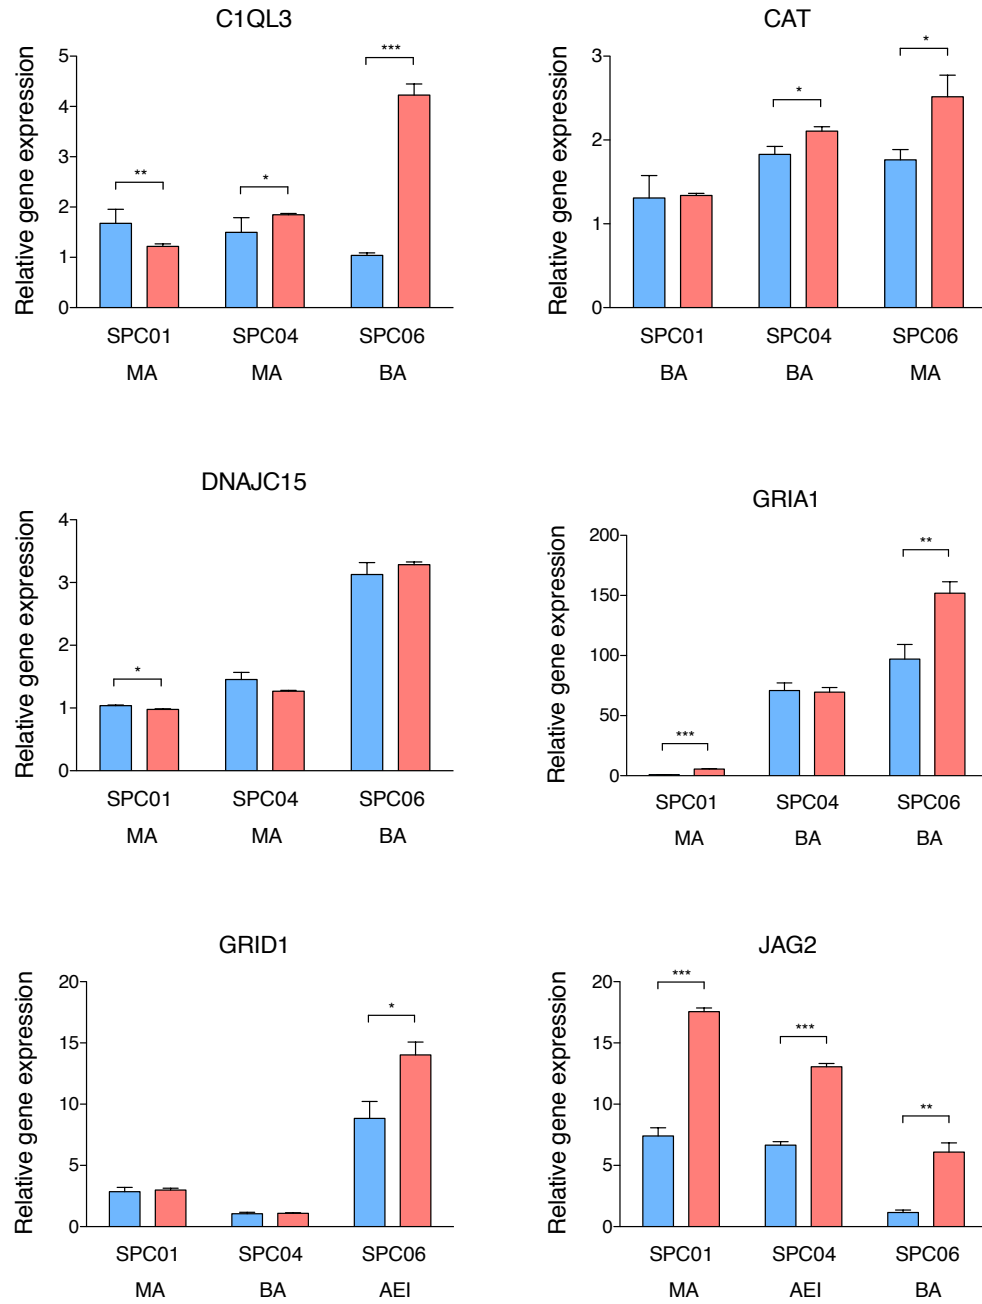 C1QL3
Relative gene expression
5
4
3
2
1
0
**
*
***
SPC01 SPC04 SPC06
MA MA BA
CAT
Relative gene expression
3
2
1
0
*
*
SPC01 SPC04 SPC06
BA BA MA
DNAJC15
Relative gene expression
4
3
2
1
0
*
SPC01 SPC04 SPC06
MA MA BA
GRIA1
Relative gene expression
200
150
100
50
0
***
**
SPC01 SPC04 SPC06
MA BA BA
GRID1
Relative gene expression
20
15
10
5
0
*
SPC01 SPC04 SPC06
MA BA AEI
JAG2
Relative gene expression
20
15
10
5
0
***
***
**
SPC01 SPC04 SPC06
MA AEI BA